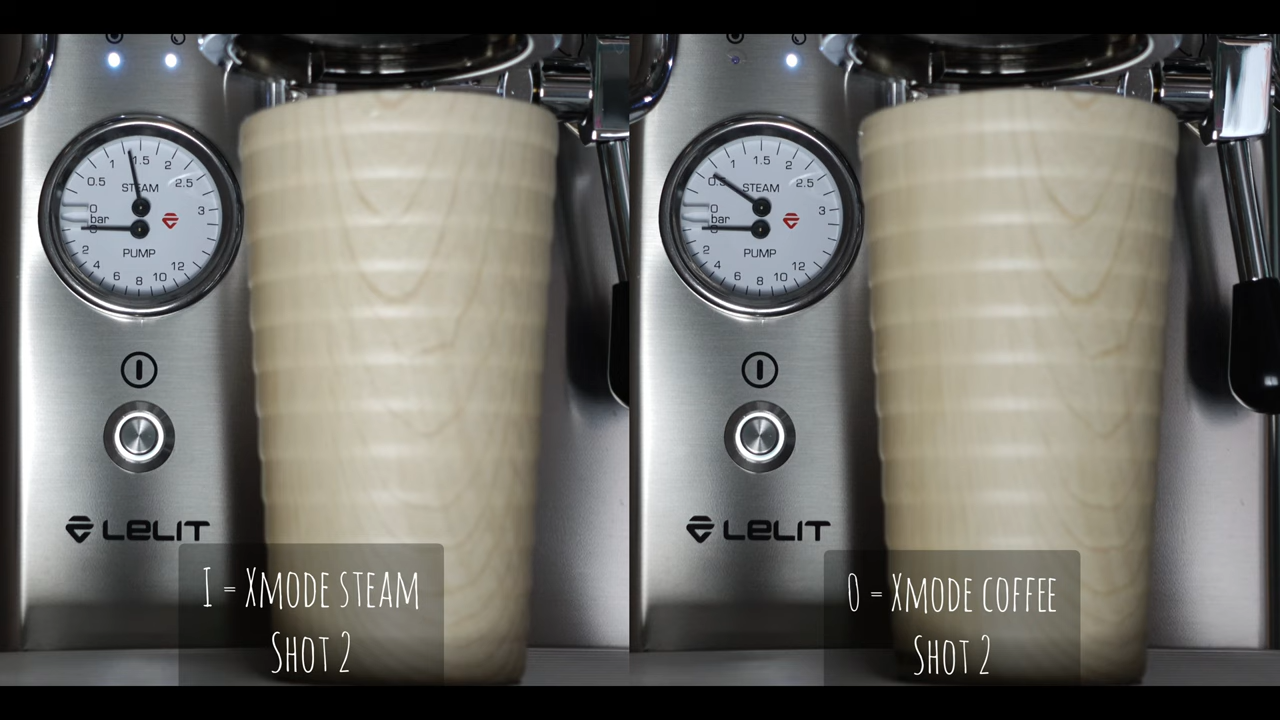 1 1.5 2
0.5 STEAM 2.5
0 3
bar
0
2 PUMP
4 12
6 8 10
LELIT
I = XMODE STEAM
SHOT 2
1 1.5 2
0.5 STEAM 2.5
0 3
bar
0
2 PUMP
4 12
6 8 10
LELIT
0 = XMODE COFFEE
SHOT 2